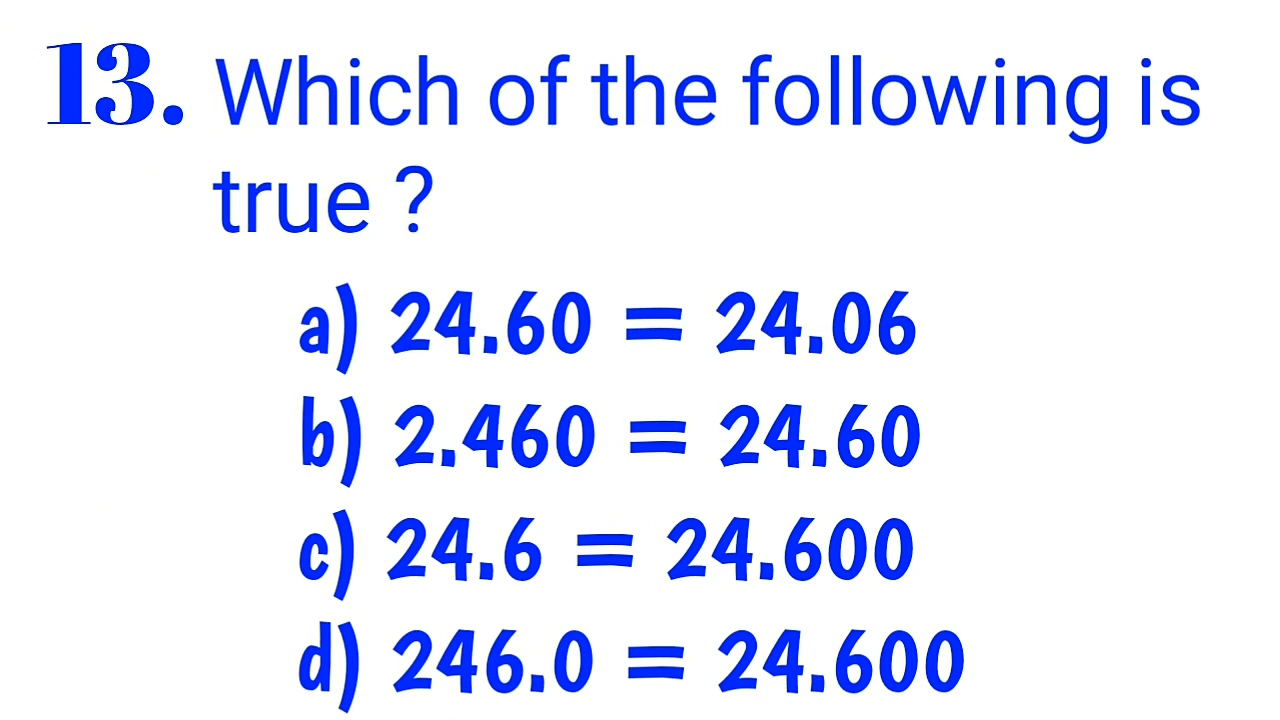 13. Which of the following is
true ?
a) 24.60 = 24.06
b) 2.460 = 24.60
c) 24.6 = 24.600
d) 246.0 = 24.600